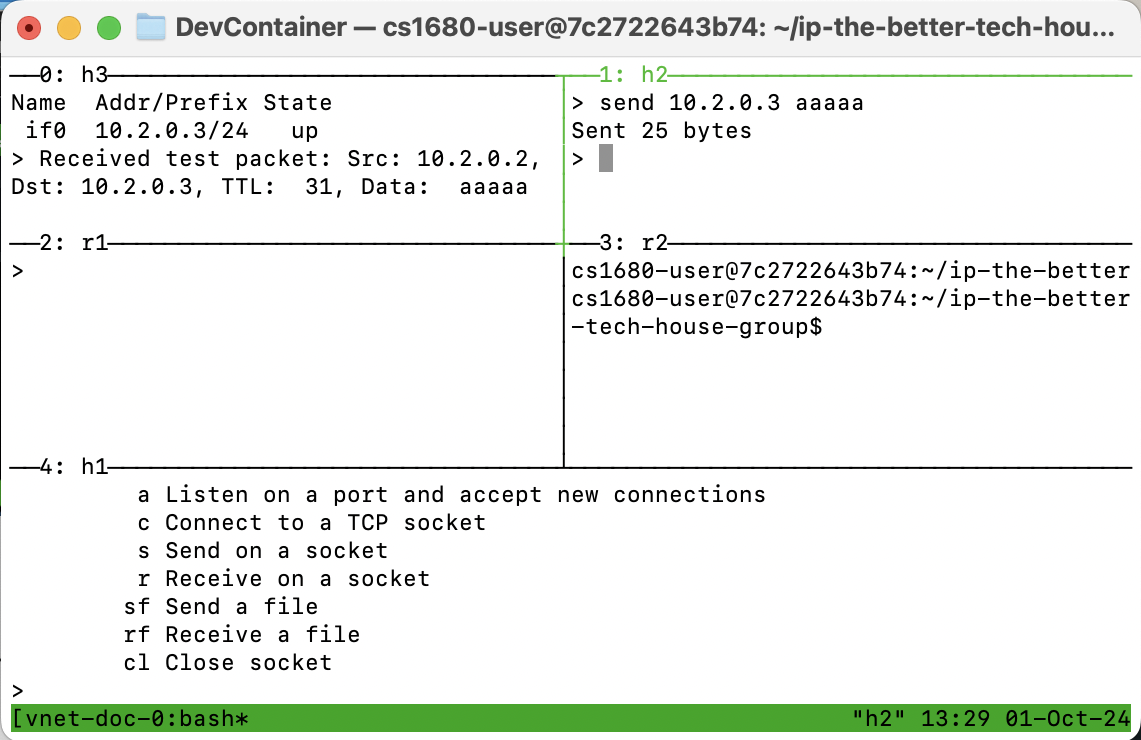 DevContainer — cs1680-user@7c2722643b74: ~/ip-the-better-tech-hou...
0: h3
Name  Addr/Prefix State
 if0  10.2.0.3/24   up
> Received test packet: Src: 10.2.0.2,
Dst: 10.2.0.3, TTL:  31, Data:  aaaaa
1: h2
> send 10.2.0.3 aaaaa
Sent 25 bytes
>
2: r1
>
3: r2
cs1680-user@7c2722643b74:~/ip-the-better
cs1680-user@7c2722643b74:~/ip-the-better
-tech-house-group$
4: h1
a Listen on a port and accept new connections
c Connect to a TCP socket
s Send on a socket
r Receive on a socket
sf Send a file
rf Receive a file
cl Close socket
>
[vnet-doc-0:bash* "h2" 13:29 01-Oct-24